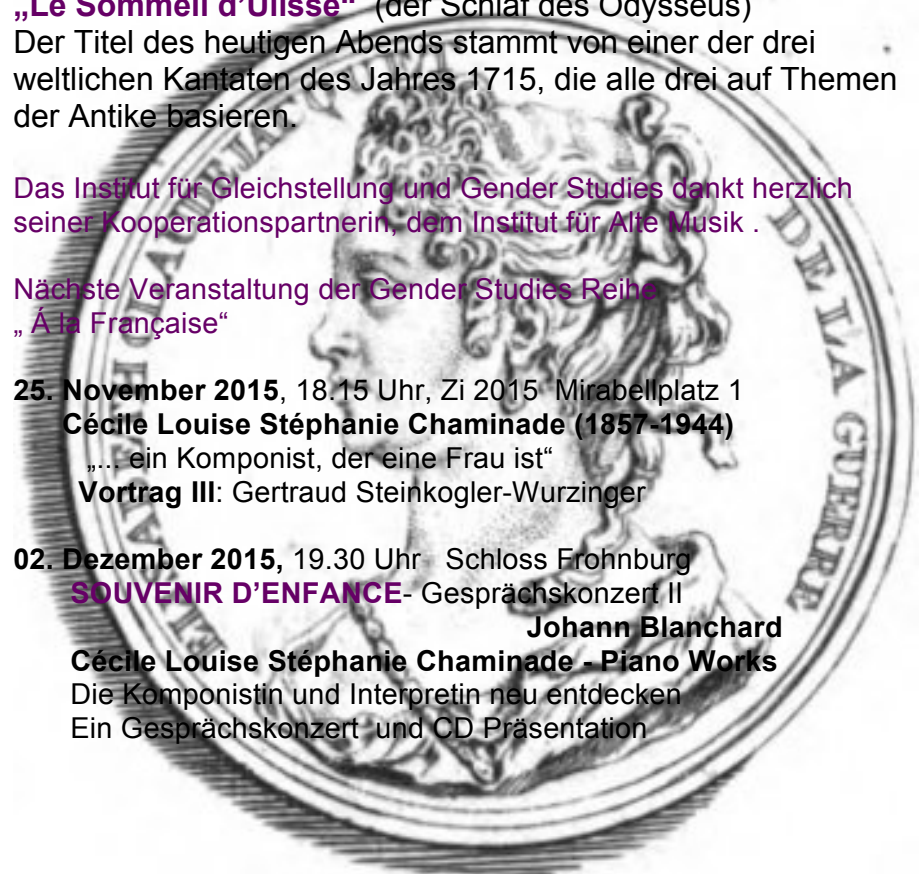 „Le Sommeil d’Ulisse“ (der Schlaf des Odysseus)
Der Titel des heutigen Abends stammt von einer der drei
weltlichen Kantaten des Jahres 1715, die alle drei auf Themen
der Antike basieren.
Das Institut für Gleichstellung und Gender Studies dankt herzlich
seiner Kooperationspartnerin, dem Institut für Alte Musik .
Nächste Veranstaltung der Gender Studies Reihe
„ Á la Française“
25. November 2015, 18.15 Uhr, Zi 2015 Mirabellplatz 1
Cécile Louise Stéphanie Chaminade (1857-1944)
„... ein Komponist, der eine Frau ist“
Vortrag III: Gertraud Steinkogler-Wurzinger
02. Dezember 2015, 19.30 Uhr Schloss Frohnburg
SOUVENIR D’ENFANCE- Gesprächskonzert II
Johann Blanchard
Cécile Louise Stéphanie Chaminade - Piano Works
Die Komponistin und Interpretin neu entdecken
Ein Gesprächskonzert und CD Präsentation
DE LA GUERRE